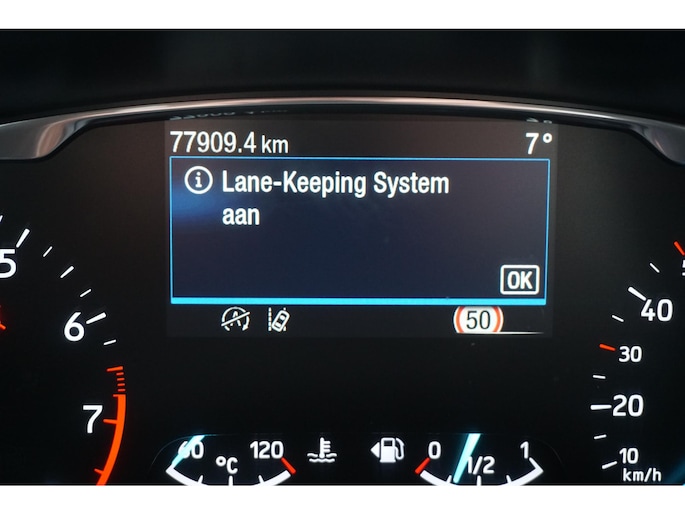 77909.4 km 7°
Lane-Keeping System
aan
OK
A 50
5 40
6 30
7 20
60 120 0 1 10
°C 1/2 km/h